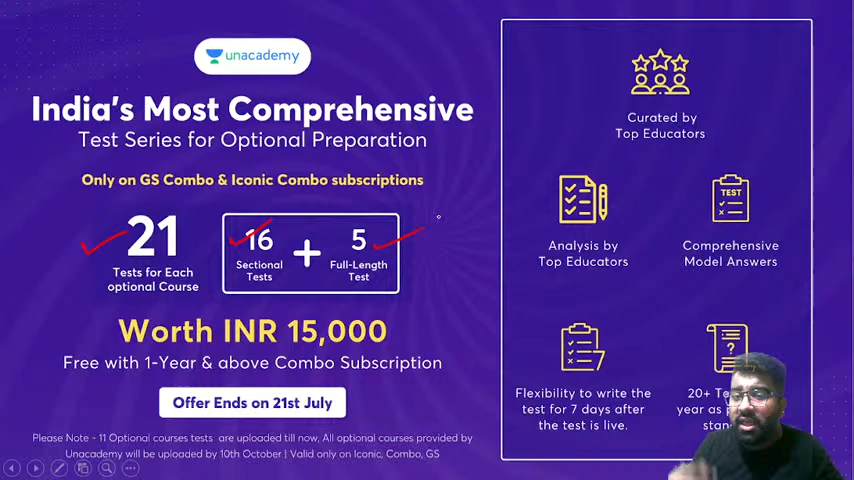 unacademy
India's Most Comprehensive
Test Series for Optional Preparation
Only on GS Combo & Iconic Combo subscriptions
21
Tests for Each
optional Course
16
Sectional
Tests
+
5
Full-Length
Test
Worth INR 15,000
Free with 1-Year & above Combo Subscription
Offer Ends on 21st July
Please Note - 11 Optional courses tests are uploaded till now, All optional courses provided by
Unacademy will be uploaded by 10th October | Valid only on Iconic, Combo, GS
Curated by
Top Educators
Analysis by
Top Educators
TEST
Comprehensive
Model Answers
7
Flexibility to write the
test for 7 days after
the test is live.
?
20+
year as